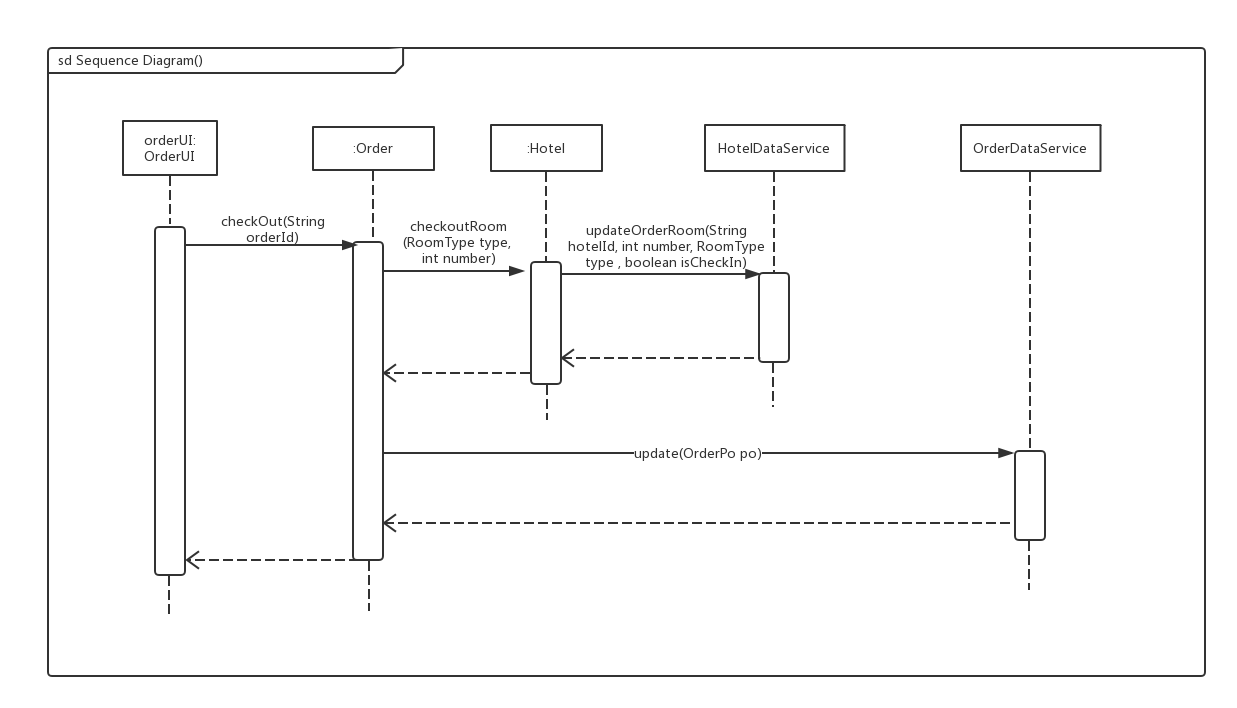 sd Sequence Diagram()
orderUI:
OrderUI
:Order
:Hotel
HotelDataService
OrderDataService
checkOut(String
orderId)
checkoutRoom
(RoomType type,
int number)
updateOrderRoom(String
hotelId, int number, RoomType
type , boolean isCheckIn)
update(OrderPo po)